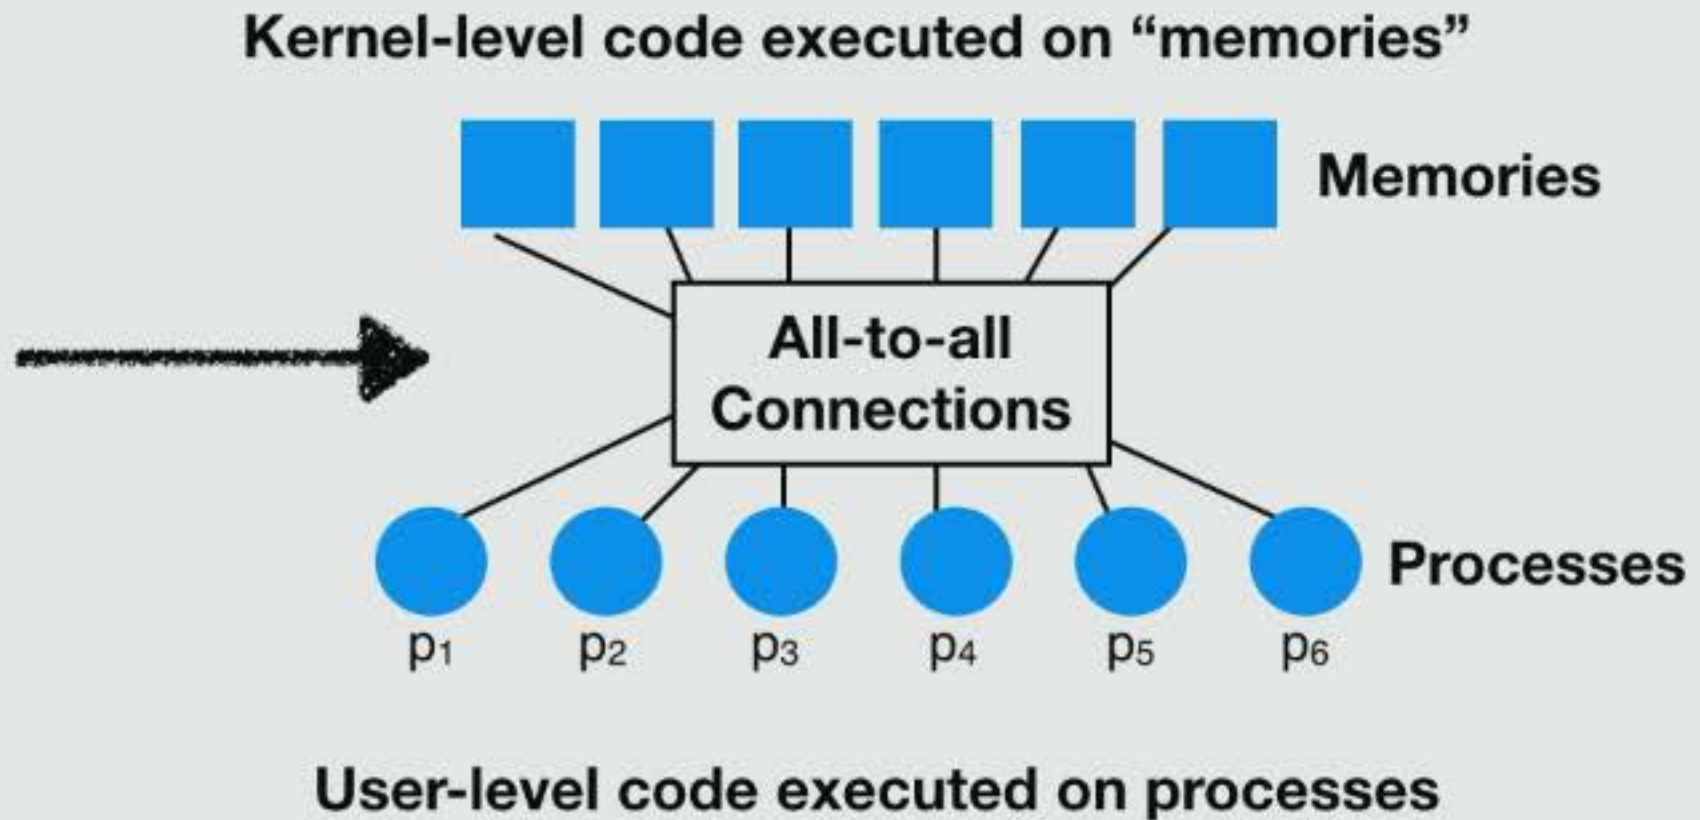 Kernel-level code executed on “memories”
Memories
All-to-all
Connections
Processes
p₁ p₂ p₃ p₄ p₅ p₆
User-level code executed on processes